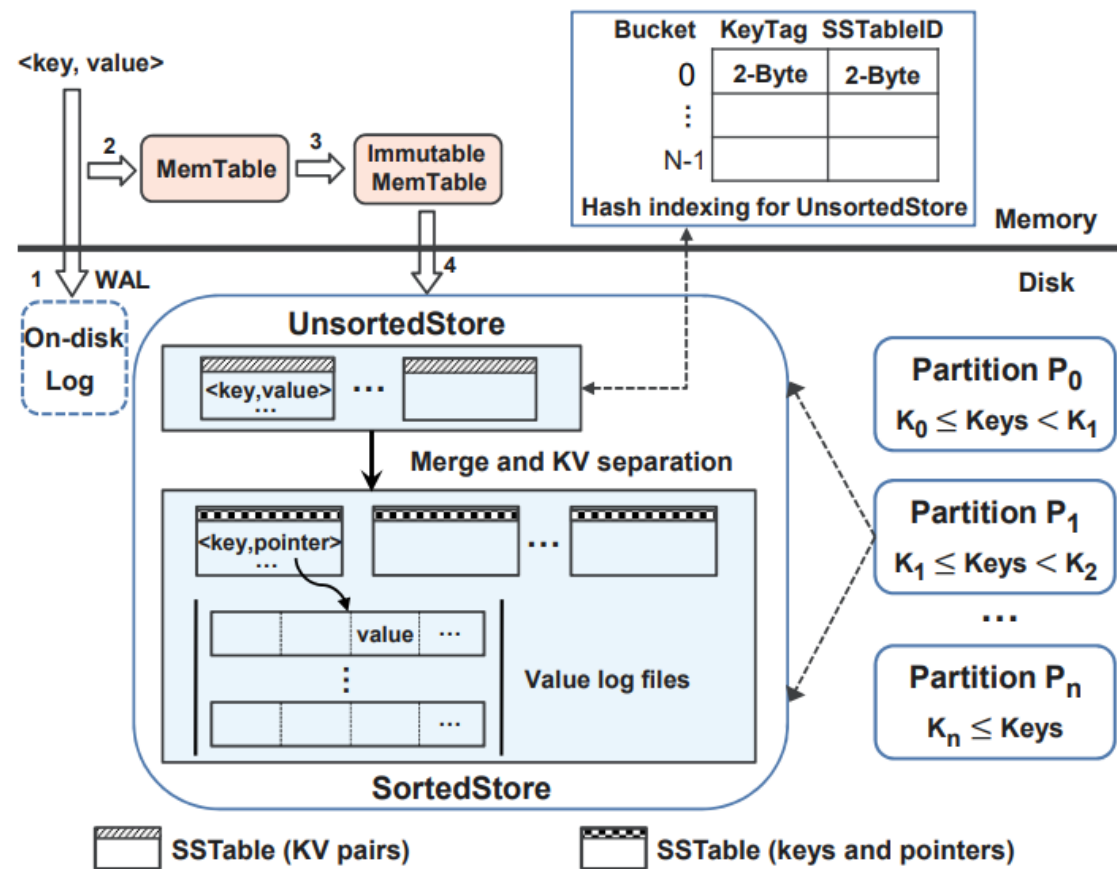 Bucket KeyTag SSTableID
0 2-Byte 2-Byte
⋮
N-1
Hash indexing for UnsortedStore
<key, value>
2
MemTable
3
Immutable
MemTable
Memory
1
WAL
4
Disk
On-disk
Log
UnsortedStore
<key,value>
...
...
Merge and KV separation
<key,pointer>
...
...
value ...
⋮
...
Value log files
SortedStore
Partition P0
K0 ≤ Keys < K1
Partition P1
K1 ≤ Keys < K2
...
Partition Pn
Kn ≤ Keys
SSTable (KV pairs)
SSTable (keys and pointers)